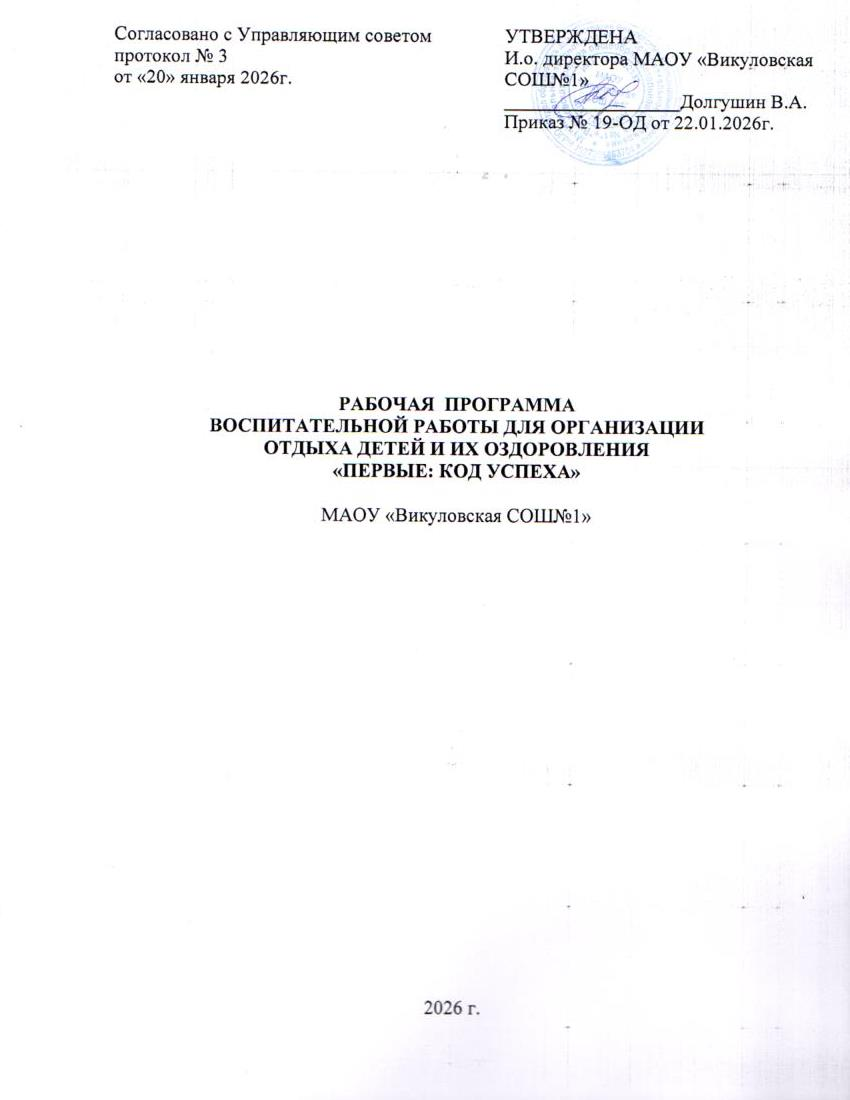 Согласовано с Управляющим советом
протокол № 3
от «20» января 2026г.
УТВЕРЖДЕНА
И.о. директора МАОУ «Викуловская
СОШ№1»
__________________Долгушин В.А.
Приказ № 19-ОД от 22.01.2026г.
РАБОЧАЯ ПРОГРАММА
ВОСПИТАТЕЛЬНОЙ РАБОТЫ ДЛЯ ОРГАНИЗАЦИИ
ОТДЫХА ДЕТЕЙ И ИХ ОЗДОРОВЛЕНИЯ
«ПЕРВЫЕ: КОД УСПЕХА»
МАОУ «Викуловская СОШ№1»
2026 г.